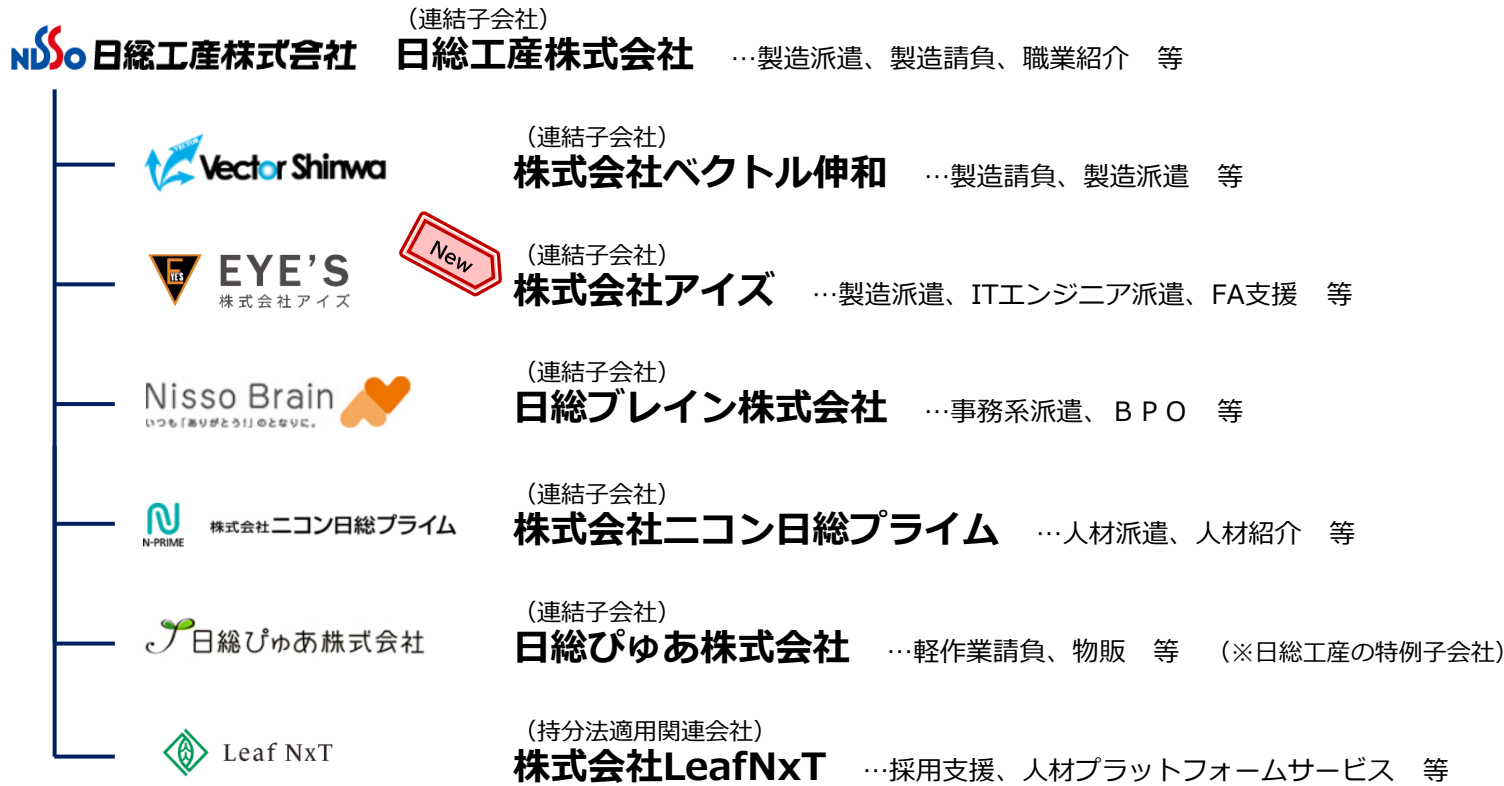 （連結子会社）
NISSO 日総工産株式会社 日総工産株式会社 …製造派遣、製造請負、職業紹介　等
（連結子会社）
VECTOR
Vector Shinwa 株式会社ベクトル伸和 …製造請負、製造派遣　等
New
（連結子会社）
EYE'S EYE'S 株式会社アイズ …製造派遣、ITエンジニア派遣、FA支援　等
株式会社アイズ
（連結子会社）
Nisso Brain 日総ブレイン株式会社 …事務系派遣、ＢＰＯ　等
いつも「ありがとう!」のとなりに。
（連結子会社）
N-PRIME 株式会社ニコン日総プライム 株式会社ニコン日総プライム …人材派遣、人材紹介　等
（連結子会社）
日総ぴゅあ株式会社 日総ぴゅあ株式会社 …軽作業請負、物販　等　（※日総工産の特例子会社）
（持分法適用関連会社）
Leaf NxT 株式会社LeafNxT …採用支援、人材プラットフォームサービス　等